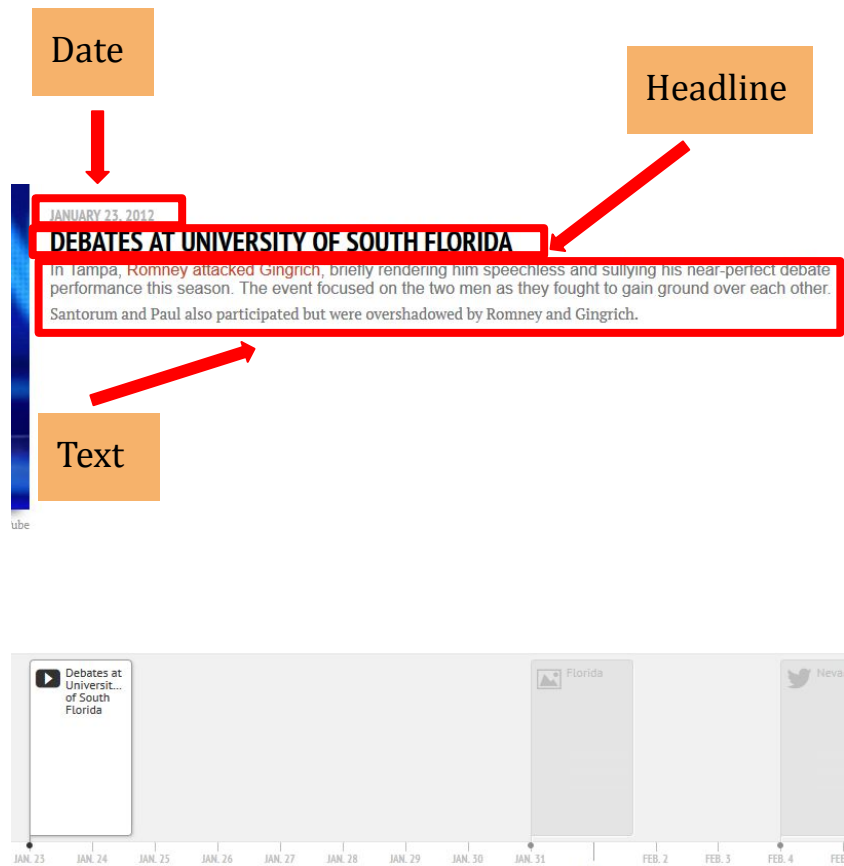 Date
Headline
JANUARY 23, 2012
DEBATES AT UNIVERSITY OF SOUTH FLORIDA
In Tampa, Romney attacked Gingrich, briefly rendering him speechless and sullying his near-perfect debate
performance this season. The event focused on the two men as they fought to gain ground over each other.
Santorum and Paul also participated but were overshadowed by Romney and Gingrich.
Text
ube
Debates at
Universit...
of South
Florida
Florida
Neva
JAN. 23 JAN. 24 JAN. 25 JAN. 26 JAN. 27 JAN. 28 JAN. 29 JAN. 30 JAN. 31 FEB. 2 FEB. 3 FEB. 4 FEB